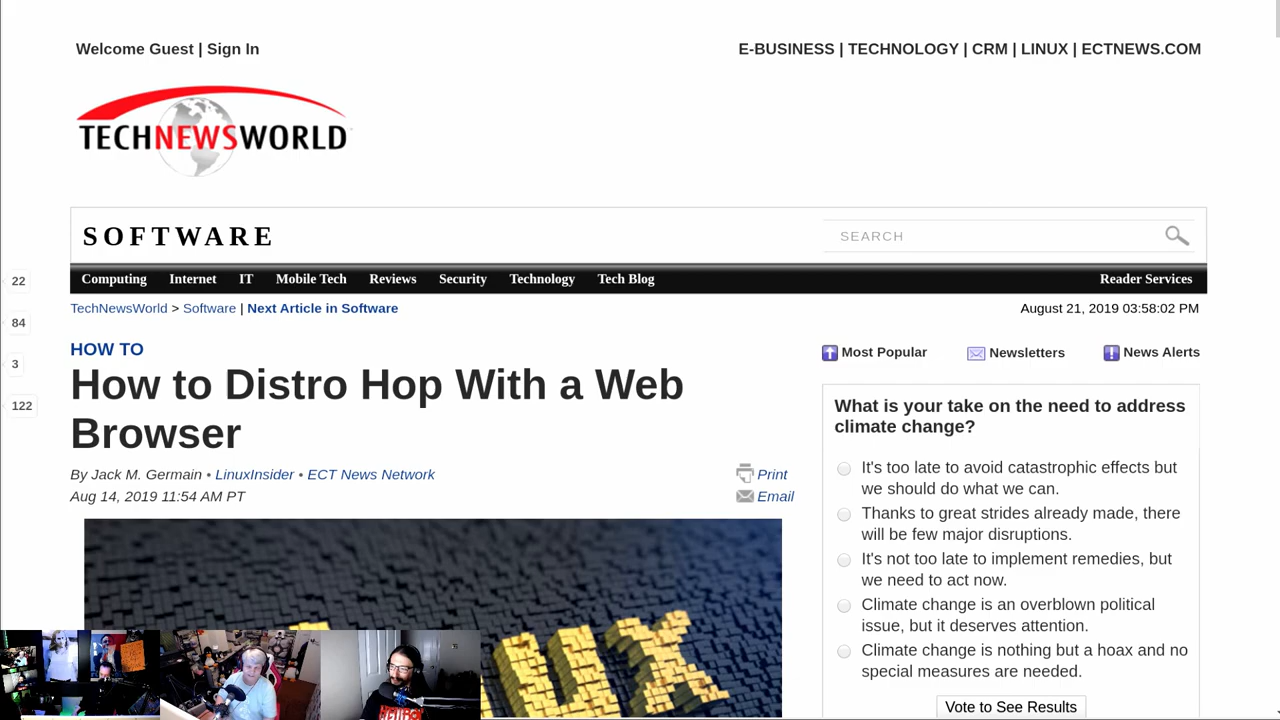 Welcome Guest | Sign In
E-BUSINESS | TECHNOLOGY | CRM | LINUX | ECTNEWS.COM
TECHNEWSWORLD
SOFTWARE
SEARCH
Computing Internet IT Mobile Tech Reviews Security Technology Tech Blog Reader Services
TechNewsWorld > Software | Next Article in Software
August 21, 2019 03:58:02 PM
22
84
3
122
HOW TO
How to Distro Hop With a Web
Browser
By Jack M. Germain • LinuxInsider • ECT News Network
Aug 14, 2019 11:54 AM PT
Print
Email
UX
Most Popular Newsletters News Alerts
What is your take on the need to address
climate change?
It's too late to avoid catastrophic effects but
we should do what we can.
Thanks to great strides already made, there
will be few major disruptions.
It's not too late to implement remedies, but
we need to act now.
Climate change is an overblown political
issue, but it deserves attention.
Climate change is nothing but a hoax and no
special measures are needed.
Vote to See Results